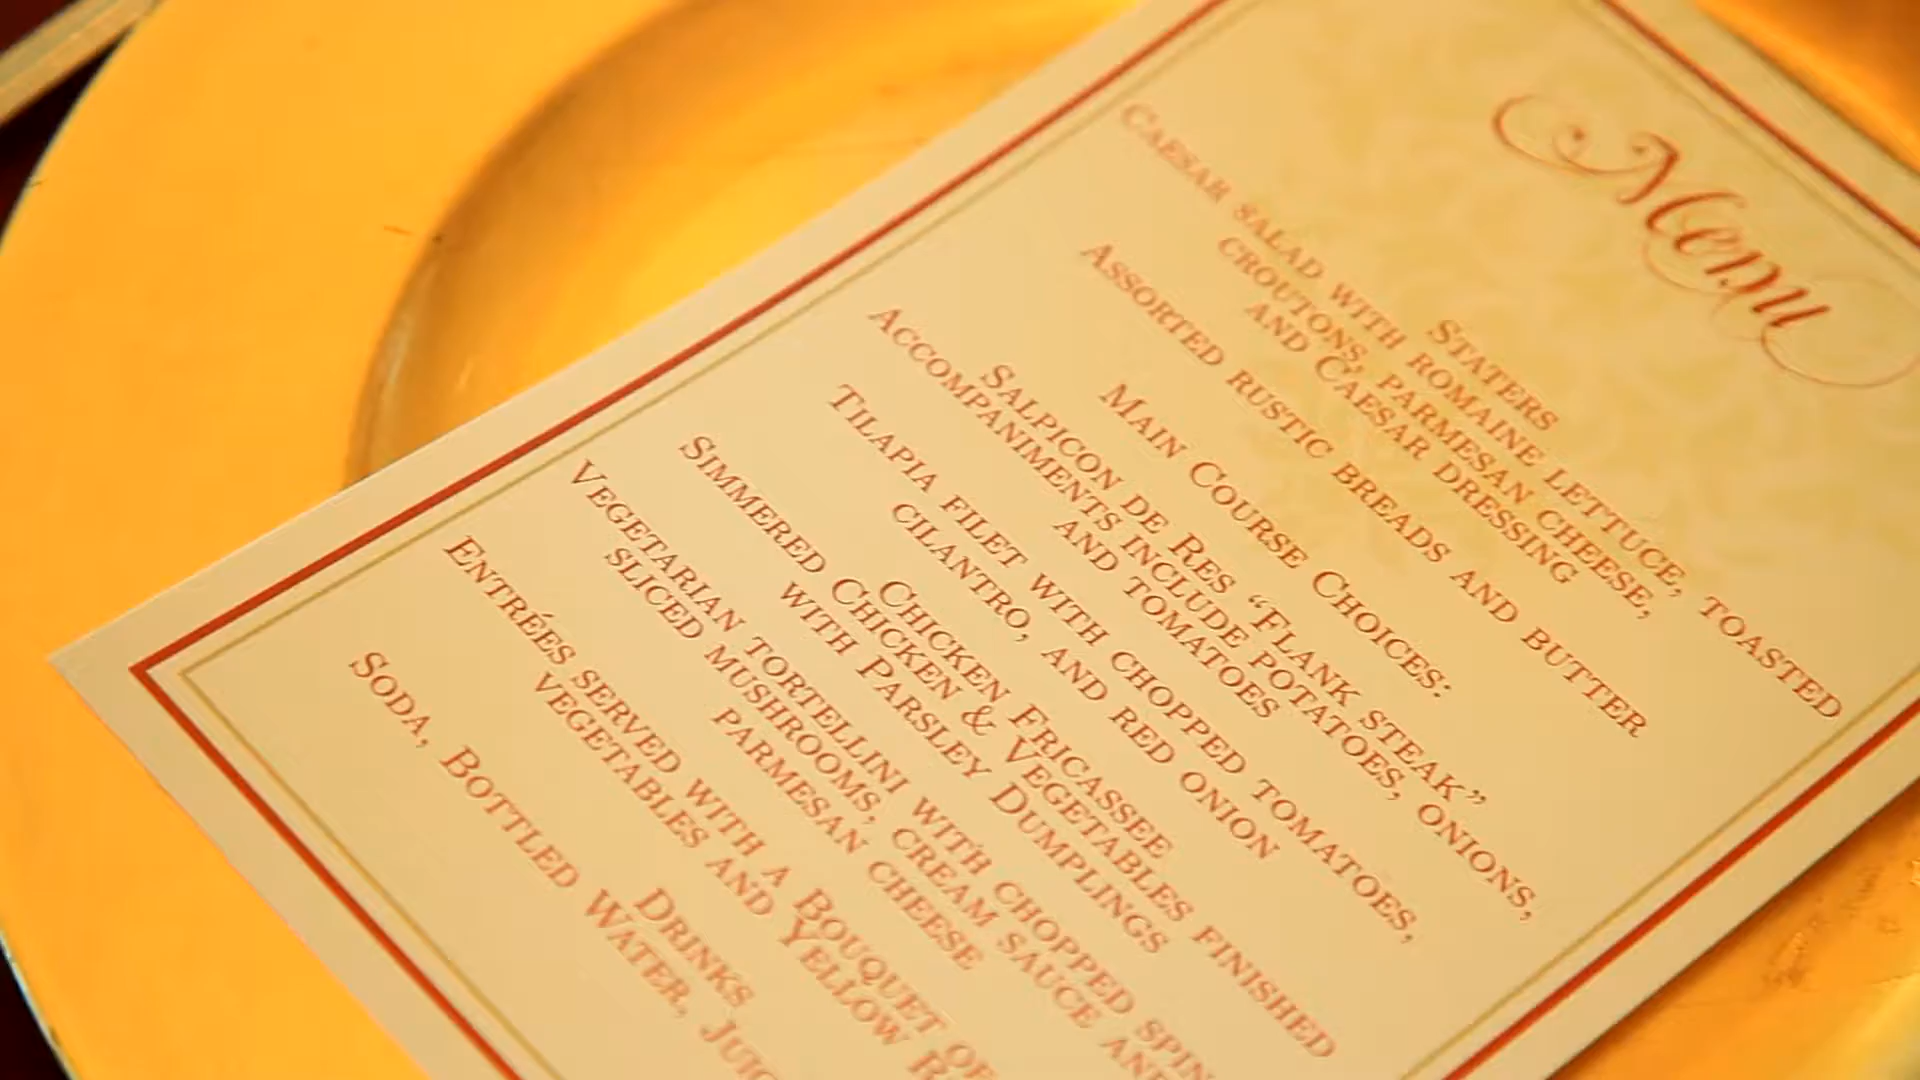 Menu
STATERS
CAESAR SALAD WITH ROMAINE LETTUCE, TOASTED
CROUTONS, PARMESAN CHEESE,
AND CAESAR DRESSING
ASSORTED RUSTIC BREADS AND BUTTER
MAIN COURSE CHOICES:
SALPICON DE RES “FLANK STEAK”
ACCOMPANIMENTS INCLUDE POTATOES, ONIONS,
AND TOMATOES
TILAPIA FILET WITH CHOPPED TOMATOES,
CILANTRO, AND RED ONION
CHICKEN FRICASSEE
SIMMERED CHICKEN & VEGETABLES FINISHED
WITH PARSLEY DUMPLINGS
VEGETARIAN TORTELLINI WITH CHOPPED
SLICED MUSHROOMS, CREAM SAUCE AND
PARMESAN CHEESE
ENTRÉES SERVED WITH A BOUQUET OF
VEGETABLES AND YELLOW
DRINKS
SODA, BOTTLED WATER,